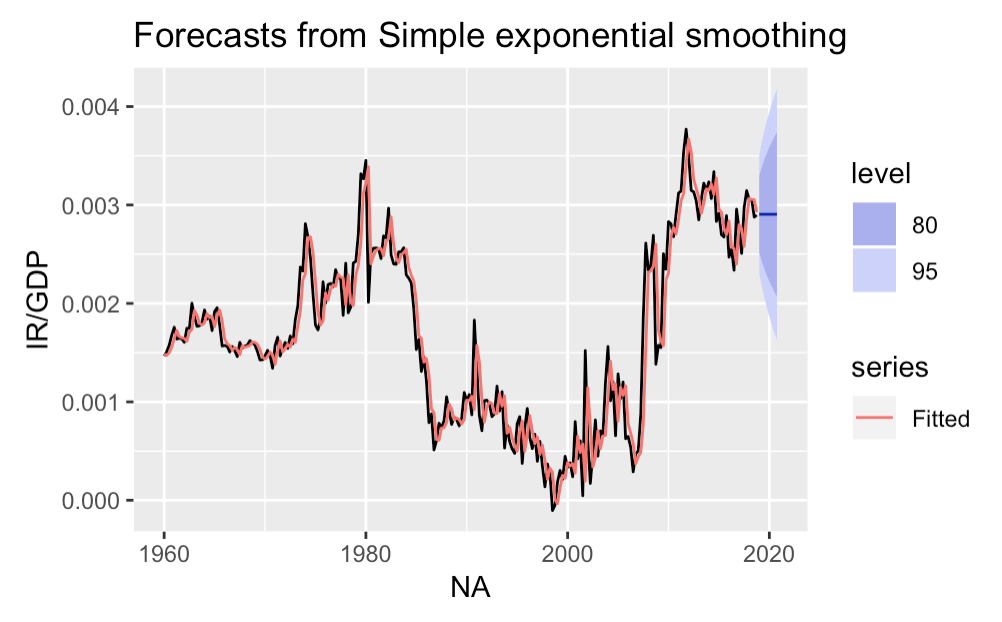 Forecasts from Simple exponential smoothing
IR/GDP
0.004
0.003
0.002
0.001
0.000
1960 1980 2000 2020
NA
level
80
95
series
Fitted